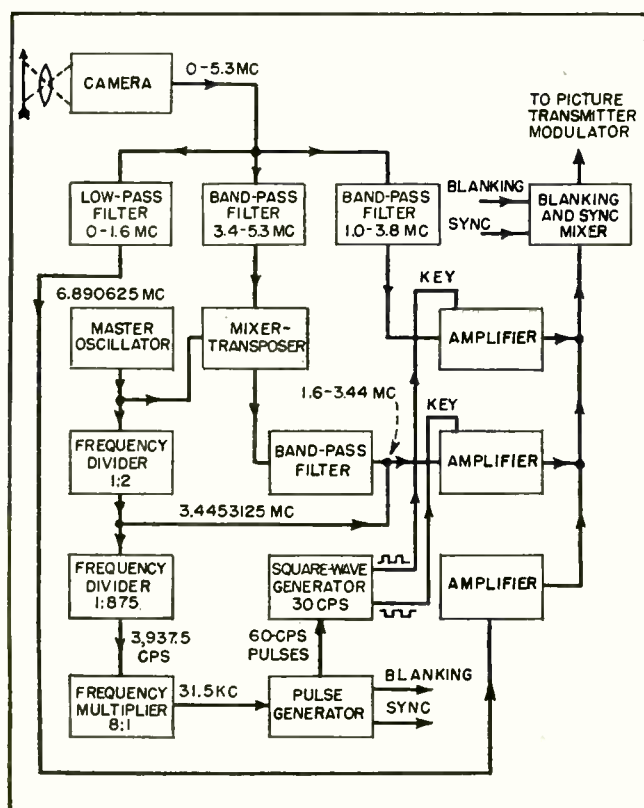 CAMERA
0-5.3 MC
TO PICTURE
TRANSMITTER
MODULATOR
LOW-PASS
FILTER
0-1.6 MC
BAND-PASS
FILTER
3.4-5.3 MC
BAND-PASS
FILTER
1.0-3.8 MC
BLANKING
SYNC
BLANKING
AND SYNC
MIXER
6.890625 MC
MASTER
OSCILLATOR
MIXER-
TRANSPOSER
KEY
AMPLIFIER
1.6-3.44 MC
KEY
FREQUENCY
DIVIDER
1:2
BAND-PASS
FILTER
AMPLIFIER
3.4453125 MC
FREQUENCY
DIVIDER
1:875
SQUARE-WAVE
GENERATOR
30 CPS
AMPLIFIER
3,937.5
CPS
60-CPS
PULSES
FREQUENCY
MULTIPLIER
8:1
31.5 KC
PULSE
GENERATOR
BLANKING
SYNC